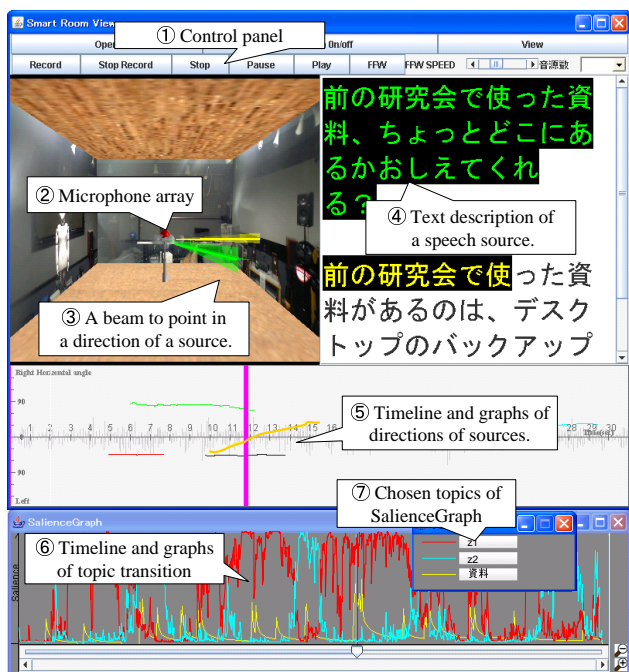 Smart Room View
① Control panel
Ope
On/off
View
Record
Stop Record
Stop
Pause
Play
FFW
FFW SPEED
音源数
前の研究会で使った資
料、ちょっとどこにあ
るかおしえてくれ
る?
② Microphone array
④ Text description of
a speech source.
前の研究会で使った資
料があるのは、デスク
トップのバックアップ
③ A beam to point in
a direction of a source.
Right Horizontal angle
90
⑤ Timeline and graphs of
directions of sources.
1 2 3 4 5 6 7 8 9 10 11 12 13 14 15 28 29 30
0
Time(sec)
90
Left
⑦ Chosen topics of
SalienceGraph
SalienceGraph
⑥ Timeline and graphs
of topic transition
1
Salience
z1
z2
資料